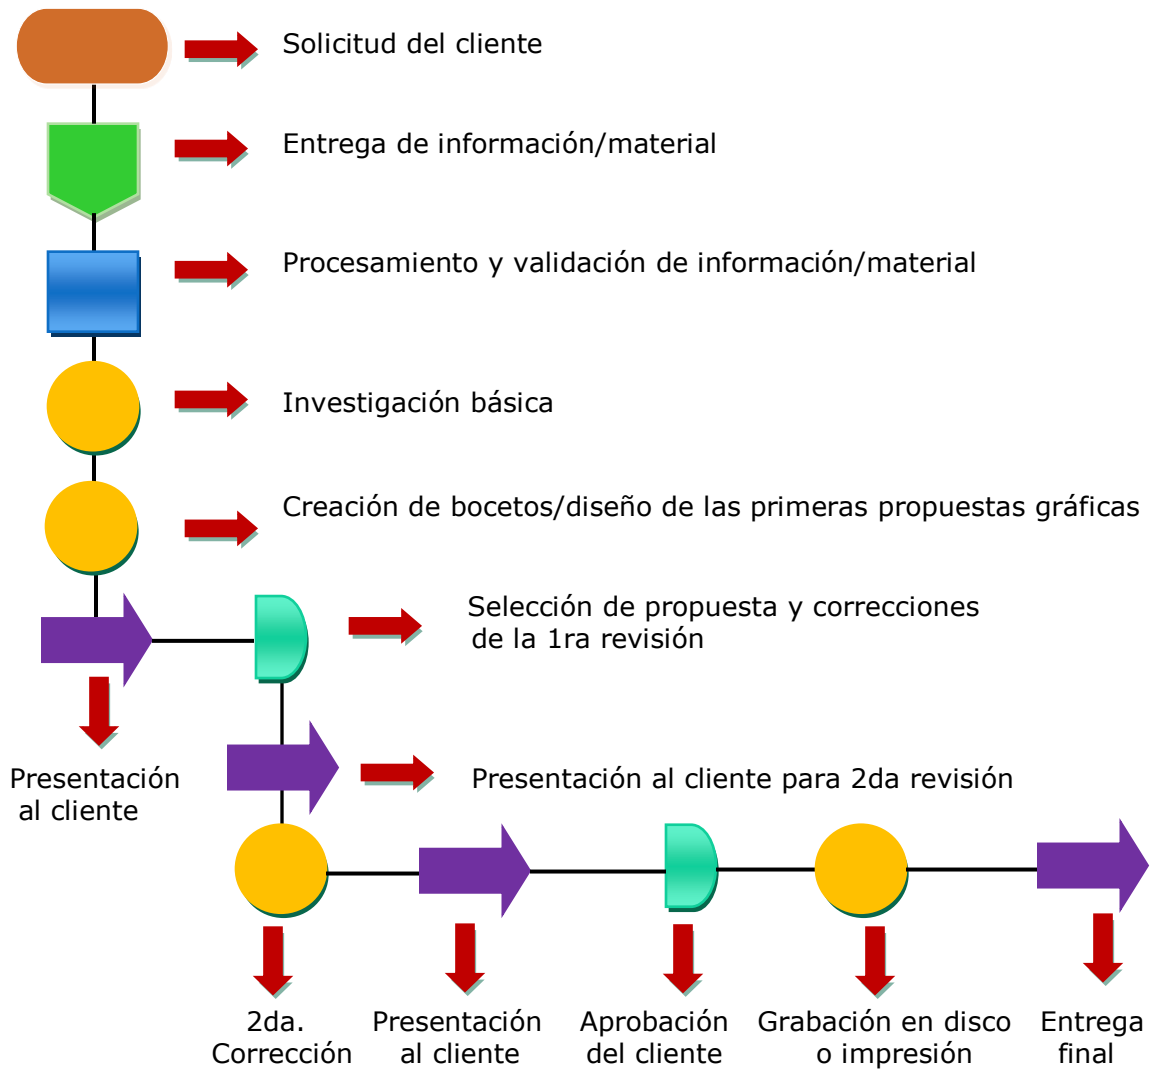 Solicitud del cliente
Entrega de información/material
Procesamiento y validación de información/material
Investigación básica
Creación de bocetos/diseño de las primeras propuestas gráficas
Selección de propuesta y correcciones
de la 1ra revisión
Presentación
al cliente
Presentación al cliente para 2da revisión
2da.
Corrección
Presentación
al cliente
Aprobación
del cliente
Grabación en disco
o impresión
Entrega
final